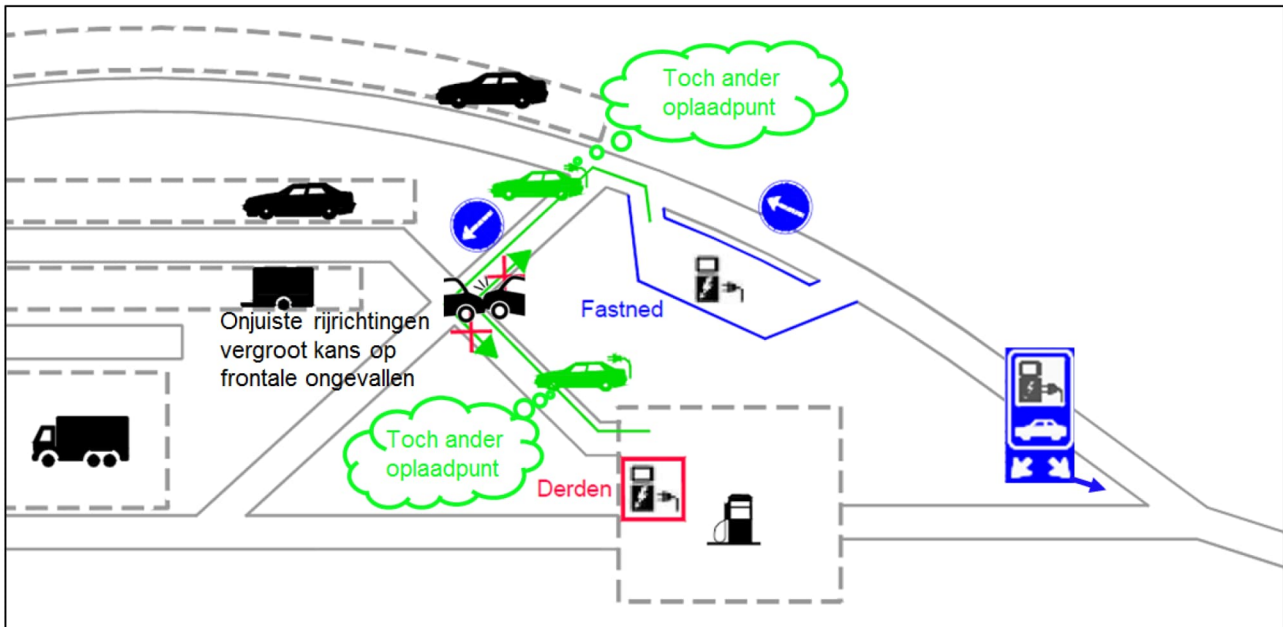 Toch ander
oplaadpunt
Fastned
Onjuiste rijrichtingen
vergroot kans op
frontale ongevallen
Toch ander
oplaadpunt
Derden